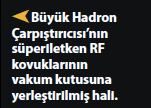 Büyük Hadron
Çarpıştırıcısı'nın
süperiletken RF
kovuklarının
vakum kutusuna
yerleştirilmiş hali.